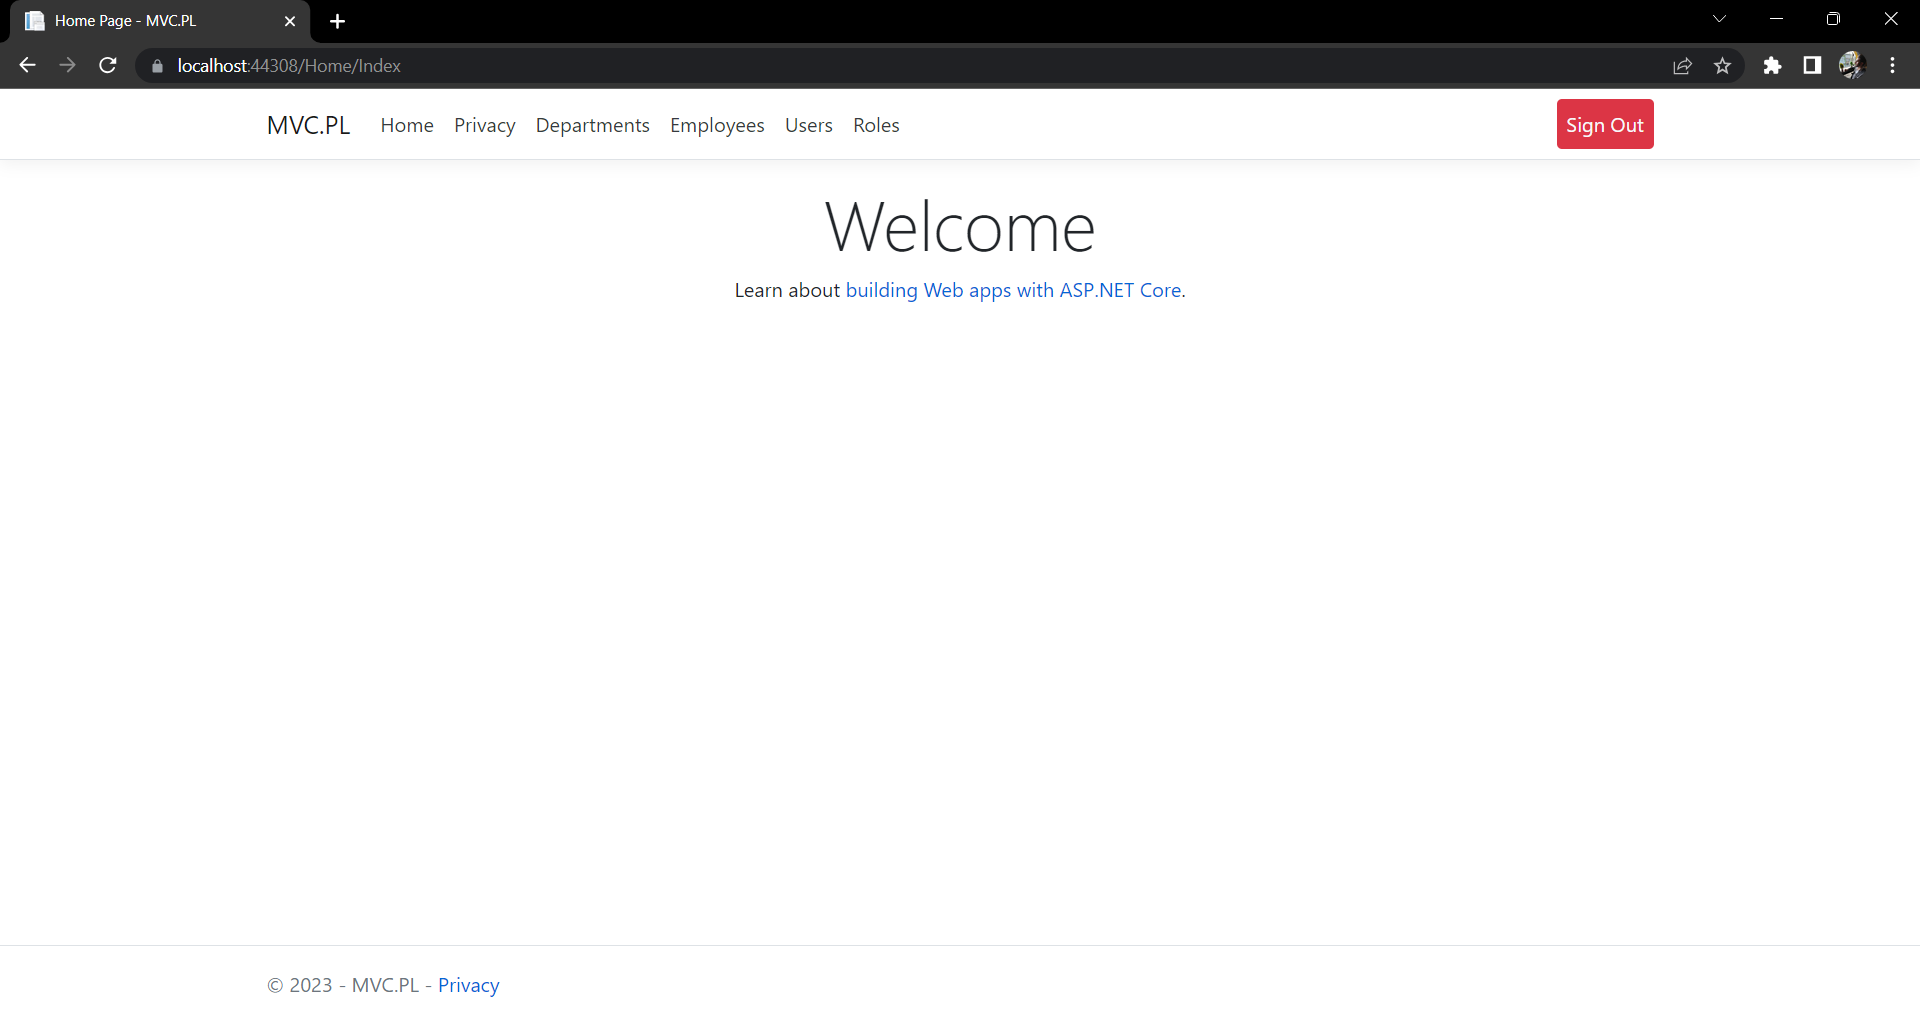 Home Page - MVC.PL
localhost:44308/Home/Index
MVC.PL Home Privacy Departments Employees Users Roles Sign Out
Welcome
Learn about building Web apps with ASP.NET Core.
© 2023 - MVC.PL - Privacy